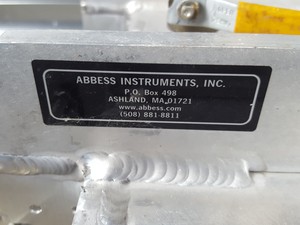 ABBESS INSTRUMENTS, INC.
P.O. Box 498
ASHLAND, MA 01721
www.abbess.com
(508) 881-8811